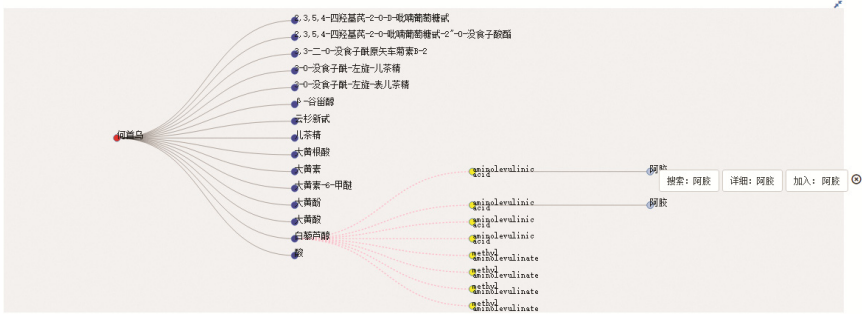 2,3,5,4-四羟基芪-2-O-D-吡喃葡萄糖甙
2,3,5,4-四羟基芪-2-O-吡喃葡萄糖甙-2"-O-没食子酸酯
3,3-二-O-没食子酰原矢车菊素B-2
3-O-没食子酰-左旋-儿茶精
3-O-没食子酰-左旋-表儿茶精
β-谷甾醇
云杉新甙
何首乌
儿茶精
大黄根酸
大黄素
大黄素-6-甲醚
大黄酚
大黄酸
白藜芦醇
酸
aminolevulinic
acid
aminolevulinic
acid
aminolevulinic
acid
aminolevulinic
acid
methyl
aminolevulinate
methyl
aminolevulinate
methyl
aminolevulinate
methyl
aminolevulinate
阿胶
搜索: 阿胶
详细: 阿胶
加入: 阿胶
阿胶